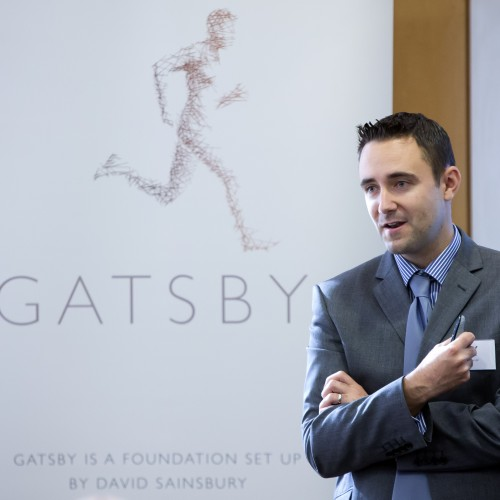 GATSBY
GATSBY IS A FOUNDATION SET UP
BY DAVID SAINSBURY